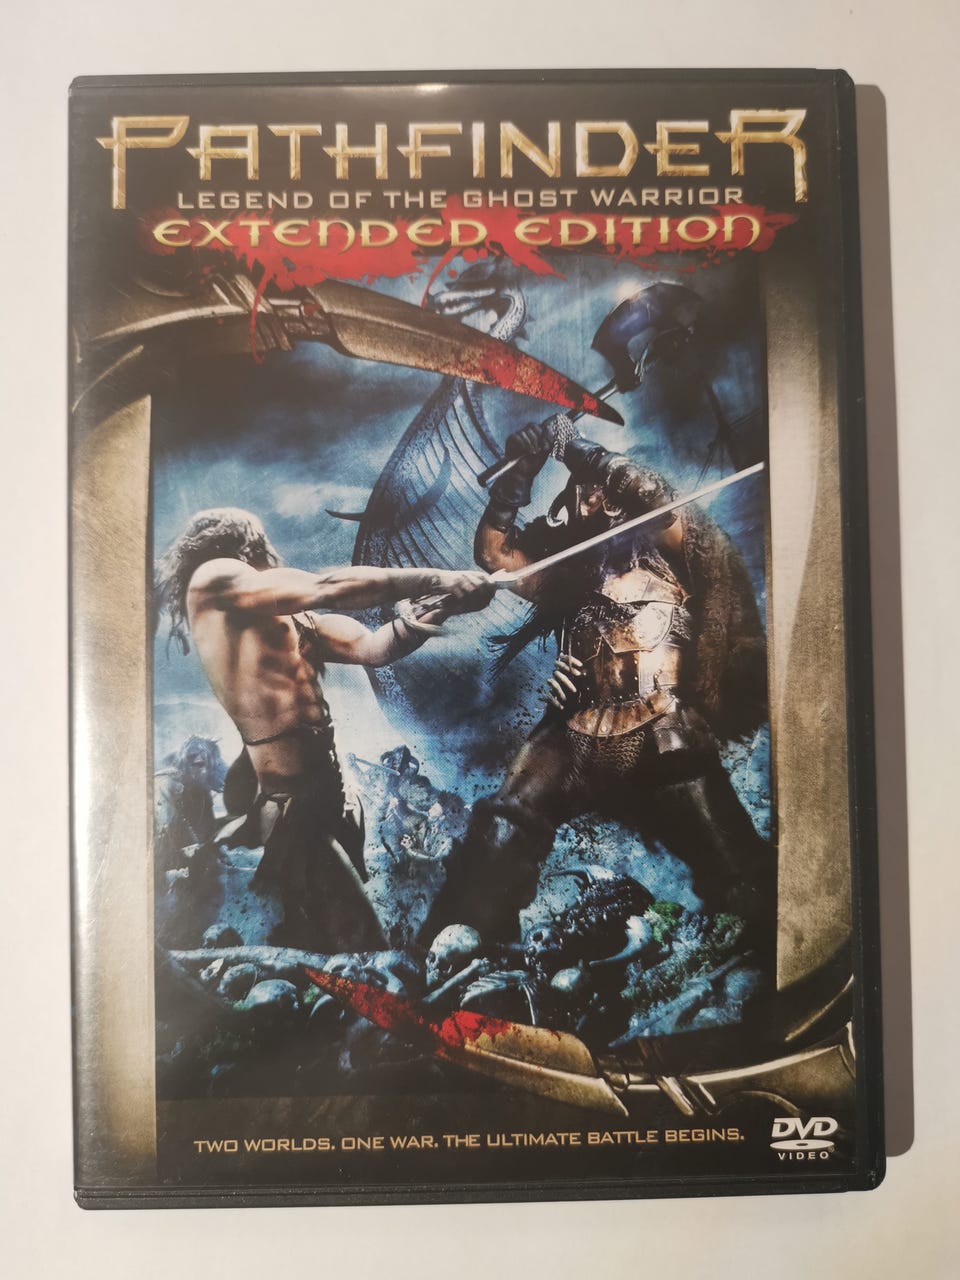 PATHFINDER
LEGEND OF THE GHOST WARRIOR
EXTENDED EDITION
TWO WORLDS. ONE WAR. THE ULTIMATE BATTLE BEGINS.
DVD
VIDEO